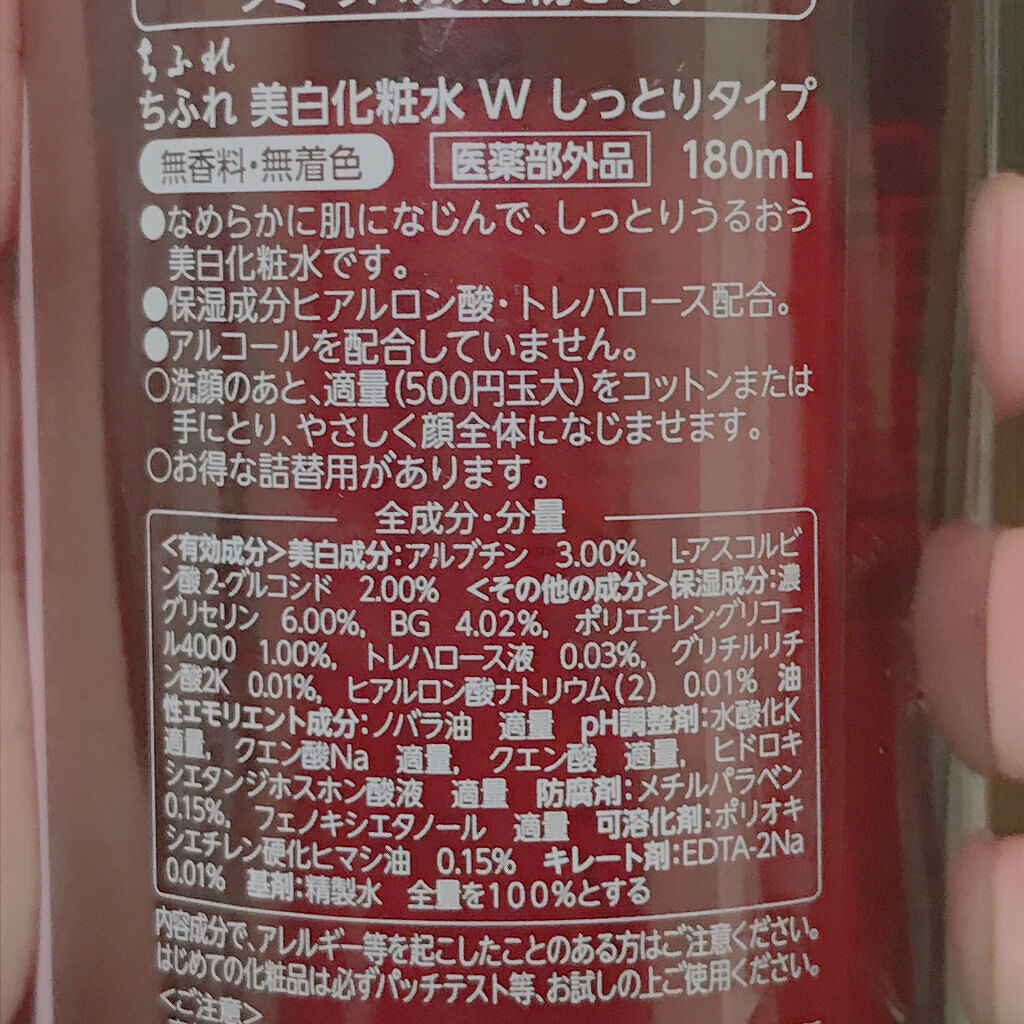 ちふれ
ちふれ 美白化粧水 W しっとりタイプ
無香料・無着色 医薬部外品 180mL
●なめらかに肌になじんで、しっとりうるおう
美白化粧水です。
●保湿成分ヒアルロン酸・トレハロース配合。
●アルコールを配合していません。
○洗顔のあと、適量(500円玉大)をコットンまたは
手にとり、やさしく顔全体になじませます。
○お得な詰替用があります。
全成分・分量
<有効成分>美白成分:アルブチン 3.00%, L-アスコルビ
ン酸 2-グルコシド 2.00% <その他の成分>保湿成分:濃
グリセリン 6.00%, BG 4.02%, ポリエチレングリコー
ル4000 1.00%, トレハロース液 0.03%, グリチルリチ
ン酸2K 0.01%, ヒアルロン酸ナトリウム(2) 0.01% 油
性エモリエント成分:ノバラ油 適量 pH調整剤:水酸化K
適量, クエン酸Na 適量, クエン酸 適量, ヒドロキ
シエタンジホスホン酸液 適量 防腐剤:メチルパラベン
0.15%, フェノキシエタノール 適量 可溶化剤:ポリオキ
シエチレン硬化ヒマシ油 0.15% キレート剤:EDTA-2Na
0.01% 基剤:精製水 全量を100%とする
内容成分で、アレルギー等を起こしたことのある方はご注意ください。
はじめての化粧品は必ずパッチテスト等、お試しの上ご使用ください。
<ご注意>